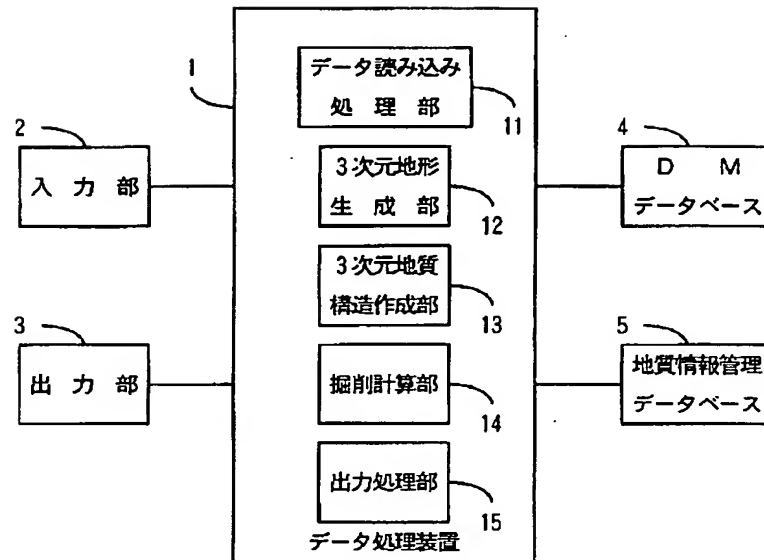 1
データ読み込み
処理部
11
2
入力部
3次元地形
生成部
12
4
DM
データベース
3次元地質
構造作成部
13
3
出力部
掘削計算部
14
5
地質情報管理
データベース
出力処理部
15
データ処理装置